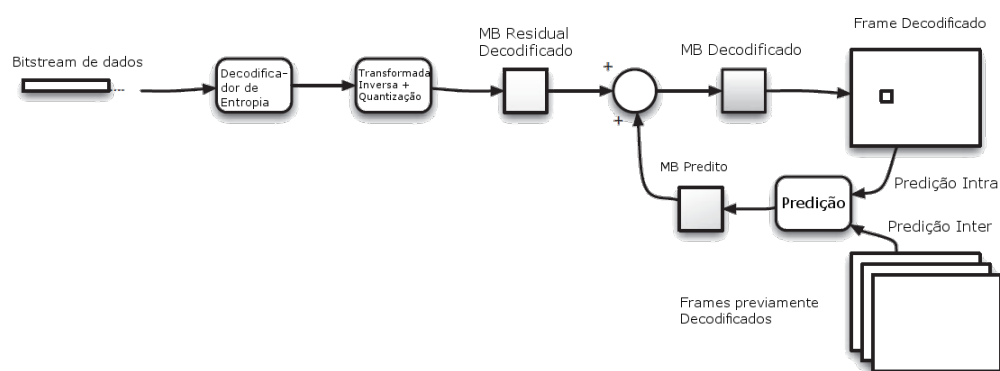 Bitstream de dados
....
Decodifica-
dor de
Entropia
Transformada
Inversa +
Quantização
MB Residual
Decodificado
+
+
MB Decodificado
Frame Decodificado
MB Predito
Predição
Predição Intra
Predição Inter
Frames previamente
Decodificados